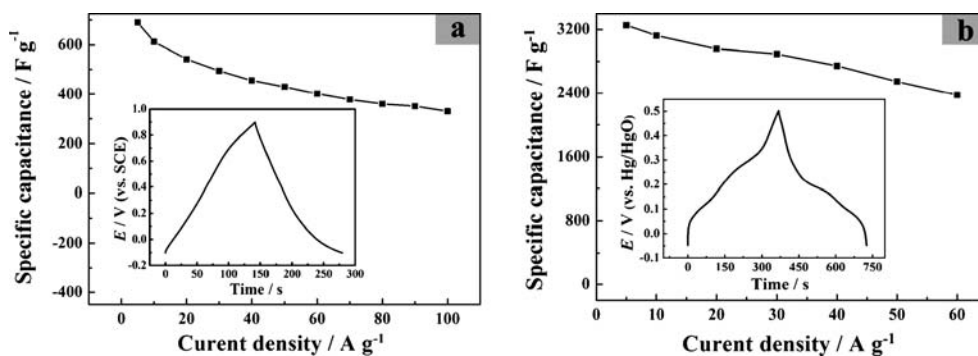 a
Specific capacitance / F g-1
600
400
200
0
-200
-400
0 20 40 60 80 100
Curent density / A g-1
E / V (vs. SCE)
1.0
0.8
0.6
0.4
0.2
0.0
-0.2
0 50 100 150 200 250 300
Time / s
b
Specific capacitance / F g-1
3200
2400
1600
800
0
0 10 20 30 40 50 60
Curent density / A g-1
E / V (vs. Hg/HgO)
0.5
0.4
0.3
0.2
0.1
0.0
-0.1
0 150 300 450 600 750
Time / s